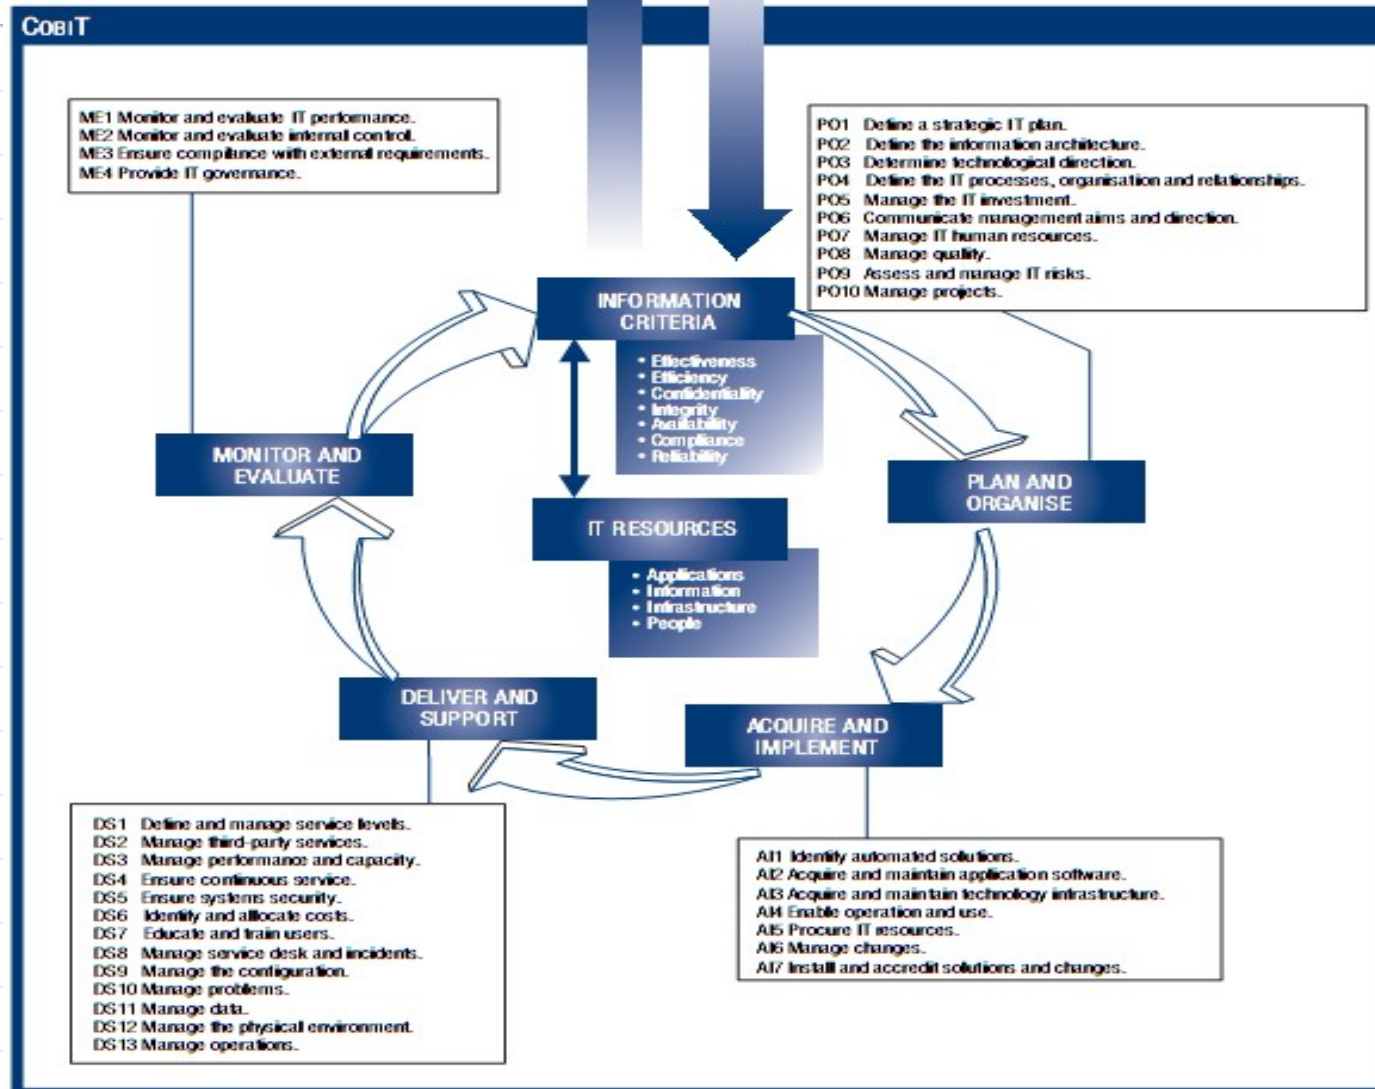 COBIT
ME1 Monitor and evaluate IT performance.
ME2 Monitor and evaluate internal control.
ME3 Ensure compliance with external requirements.
ME4 Provide IT governance.
PO1 Define a strategic IT plan.
PO2 Define the information architecture.
PO3 Determine technological direction.
PO4 Define the IT processes, organisation and relationships.
PO5 Manage the IT investment.
PO6 Communicate management aims and direction.
PO7 Manage IT human resources.
PO8 Manage quality.
PO9 Assess and manage IT risks.
PO10 Manage projects.
INFORMATION
CRITERIA
• Effectiveness
• Efficiency
• Confidentiality
• Integrity
• Availability
• Compliance
• Reliability
MONITOR AND
EVALUATE
PLAN AND
ORGANISE
IT RESOURCES
• Applications
• Information
• Infrastructure
• People
DELIVER AND
SUPPORT
ACQUIRE AND
IMPLEMENT
DS1 Define and manage service levels.
DS2 Manage third-party services.
DS3 Manage performance and capacity.
DS4 Ensure continuous service.
DS5 Ensure systems security.
DS6 Identify and allocate costs.
DS7 Educate and train users.
DS8 Manage service desk and incidents.
DS9 Manage the configuration.
DS10 Manage problems.
DS11 Manage data.
DS12 Manage the physical environment.
DS13 Manage operations.
AI1 Identify automated solutions.
AI2 Acquire and maintain application software.
AI3 Acquire and maintain technology infrastructure.
AI4 Enable operation and use.
AI5 Procure IT resources.
AI6 Manage changes.
AI7 Install and accredit solutions and changes.